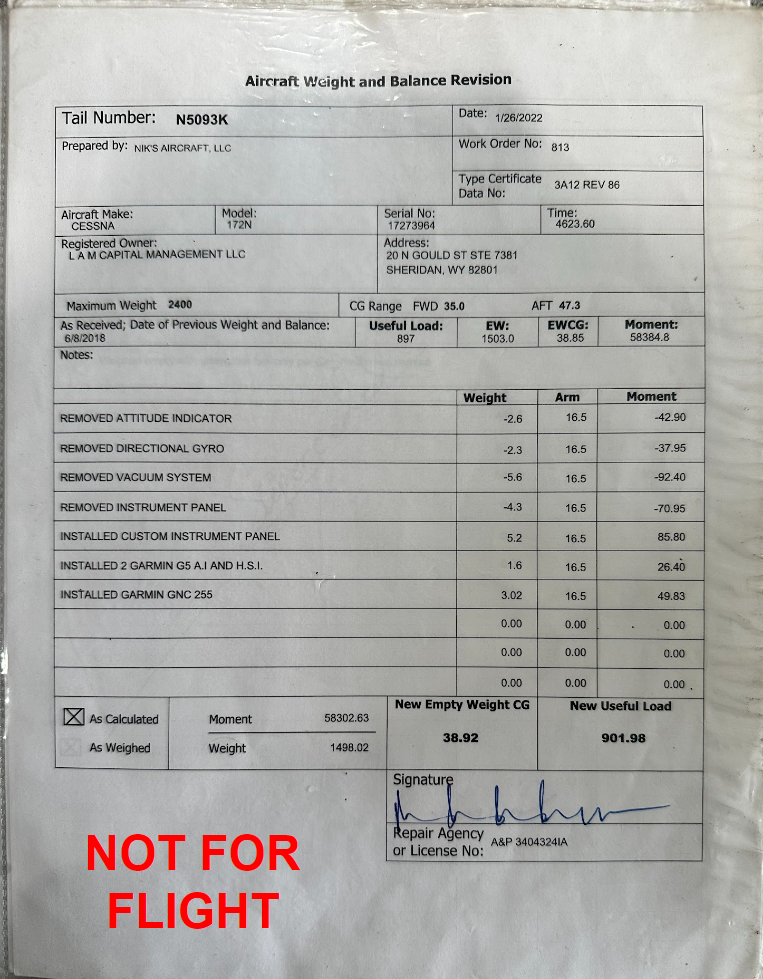 Aircraft Weight and Balance Revision
Tail Number: N5093K
Date: 1/26/2022
Prepared by: NIK'S AIRCRAFT, LLC
Work Order No: 813
Type Certificate
Data No: 3A12 REV 86
Aircraft Make:
CESSNA
Model:
172N
Serial No:
17273964
Time:
4623.60
Registered Owner:
L A M CAPITAL MANAGEMENT LLC
Address:
20 N GOULD ST STE 7381
SHERIDAN, WY 82801
Maximum Weight 2400
CG Range FWD 35.0 AFT 47.3
As Received; Date of Previous Weight and Balance:
6/8/2018
Useful Load:
897
EW:
1503.0
EWCG:
38.85
Moment:
58384.8
Notes:
Weight Arm Moment
REMOVED ATTITUDE INDICATOR -2.6 16.5 -42.90
REMOVED DIRECTIONAL GYRO -2.3 16.5 -37.95
REMOVED VACUUM SYSTEM -5.6 16.5 -92.40
REMOVED INSTRUMENT PANEL -4.3 16.5 -70.95
INSTALLED CUSTOM INSTRUMENT PANEL 5.2 16.5 85.80
INSTALLED 2 GARMIN G5 A.I AND H.S.I. 1.6 16.5 26.40
INSTALLED GARMIN GNC 255 3.02 16.5 49.83
0.00 0.00 0.00
0.00 0.00 0.00
0.00 0.00 0.00
As Calculated
As Weighed
Moment 58302.63
Weight 1498.02
New Empty Weight CG
38.92
New Useful Load
901.98
Signature
Repair Agency
or License No: A&P 3404324IA
NOT FOR
FLIGHT